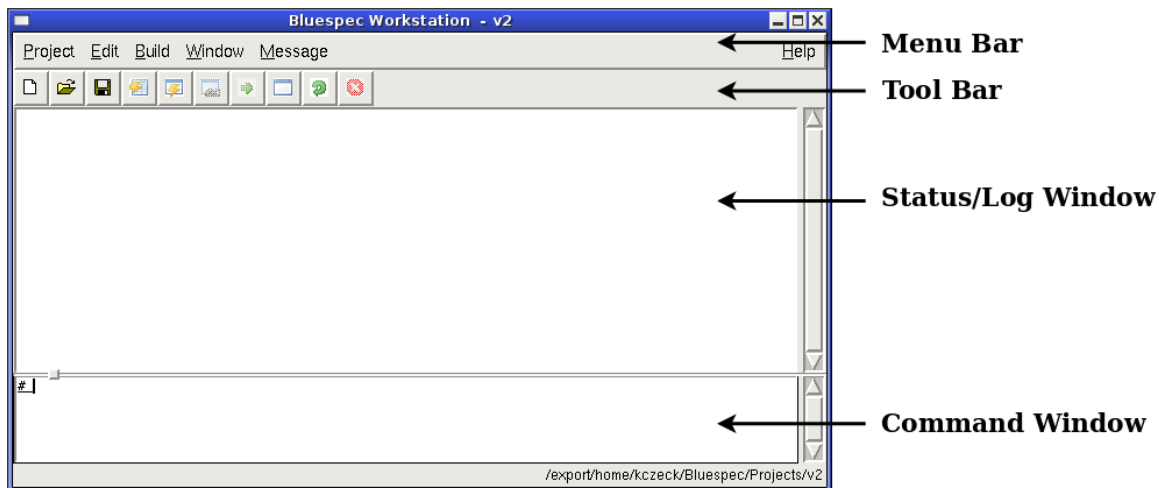 Bluespec Workstation - v2
Project Edit Build Window Message Help
Menu Bar
Tool Bar
Status/Log Window
#
Command Window
/export/home/kczeck/Bluespec/Projects/v2